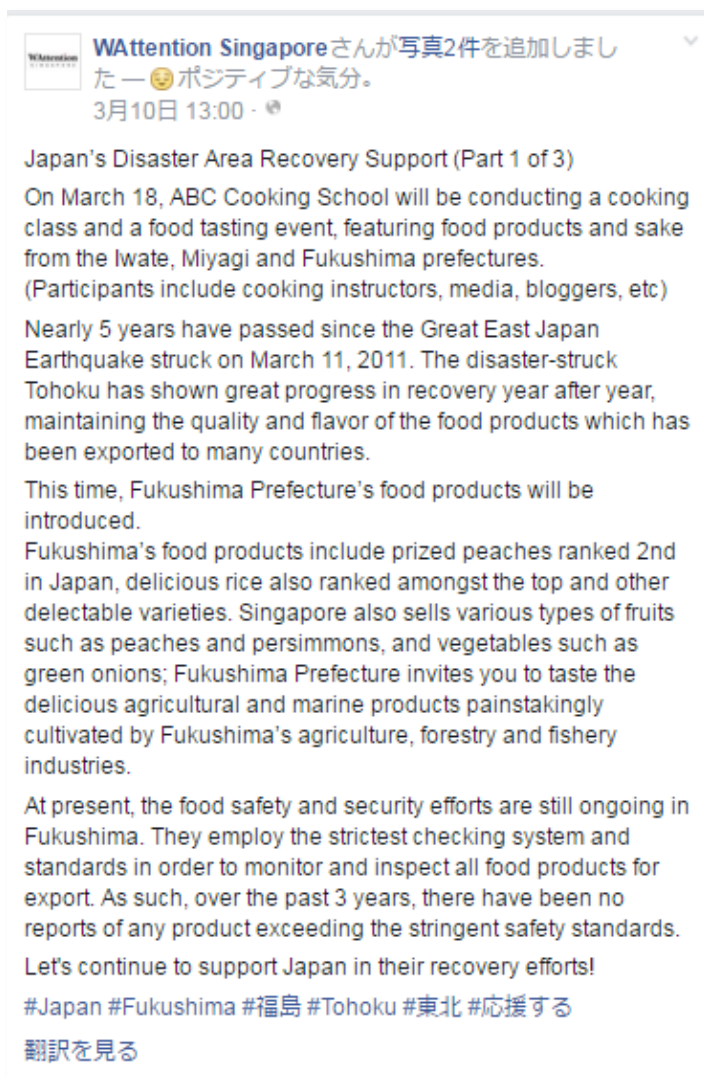 WAttention
SINGAPORE
WAttention Singaporeさんが写真2件を追加しまし
た — ポジティブな気分。
3月10日 13:00 ·
Japan's Disaster Area Recovery Support (Part 1 of 3)
On March 18, ABC Cooking School will be conducting a cooking
class and a food tasting event, featuring food products and sake
from the Iwate, Miyagi and Fukushima prefectures.
(Participants include cooking instructors, media, bloggers, etc)
Nearly 5 years have passed since the Great East Japan
Earthquake struck on March 11, 2011. The disaster-struck
Tohoku has shown great progress in recovery year after year,
maintaining the quality and flavor of the food products which has
been exported to many countries.
This time, Fukushima Prefecture's food products will be
introduced.
Fukushima's food products include prized peaches ranked 2nd
in Japan, delicious rice also ranked amongst the top and other
delectable varieties. Singapore also sells various types of fruits
such as peaches and persimmons, and vegetables such as
green onions; Fukushima Prefecture invites you to taste the
delicious agricultural and marine products painstakingly
cultivated by Fukushima's agriculture, forestry and fishery
industries.
At present, the food safety and security efforts are still ongoing in
Fukushima. They employ the strictest checking system and
standards in order to monitor and inspect all food products for
export. As such, over the past 3 years, there have been no
reports of any product exceeding the stringent safety standards.
Let's continue to support Japan in their recovery efforts!
#Japan #Fukushima #福島 #Tohoku #東北 #応援する
翻訳を見る